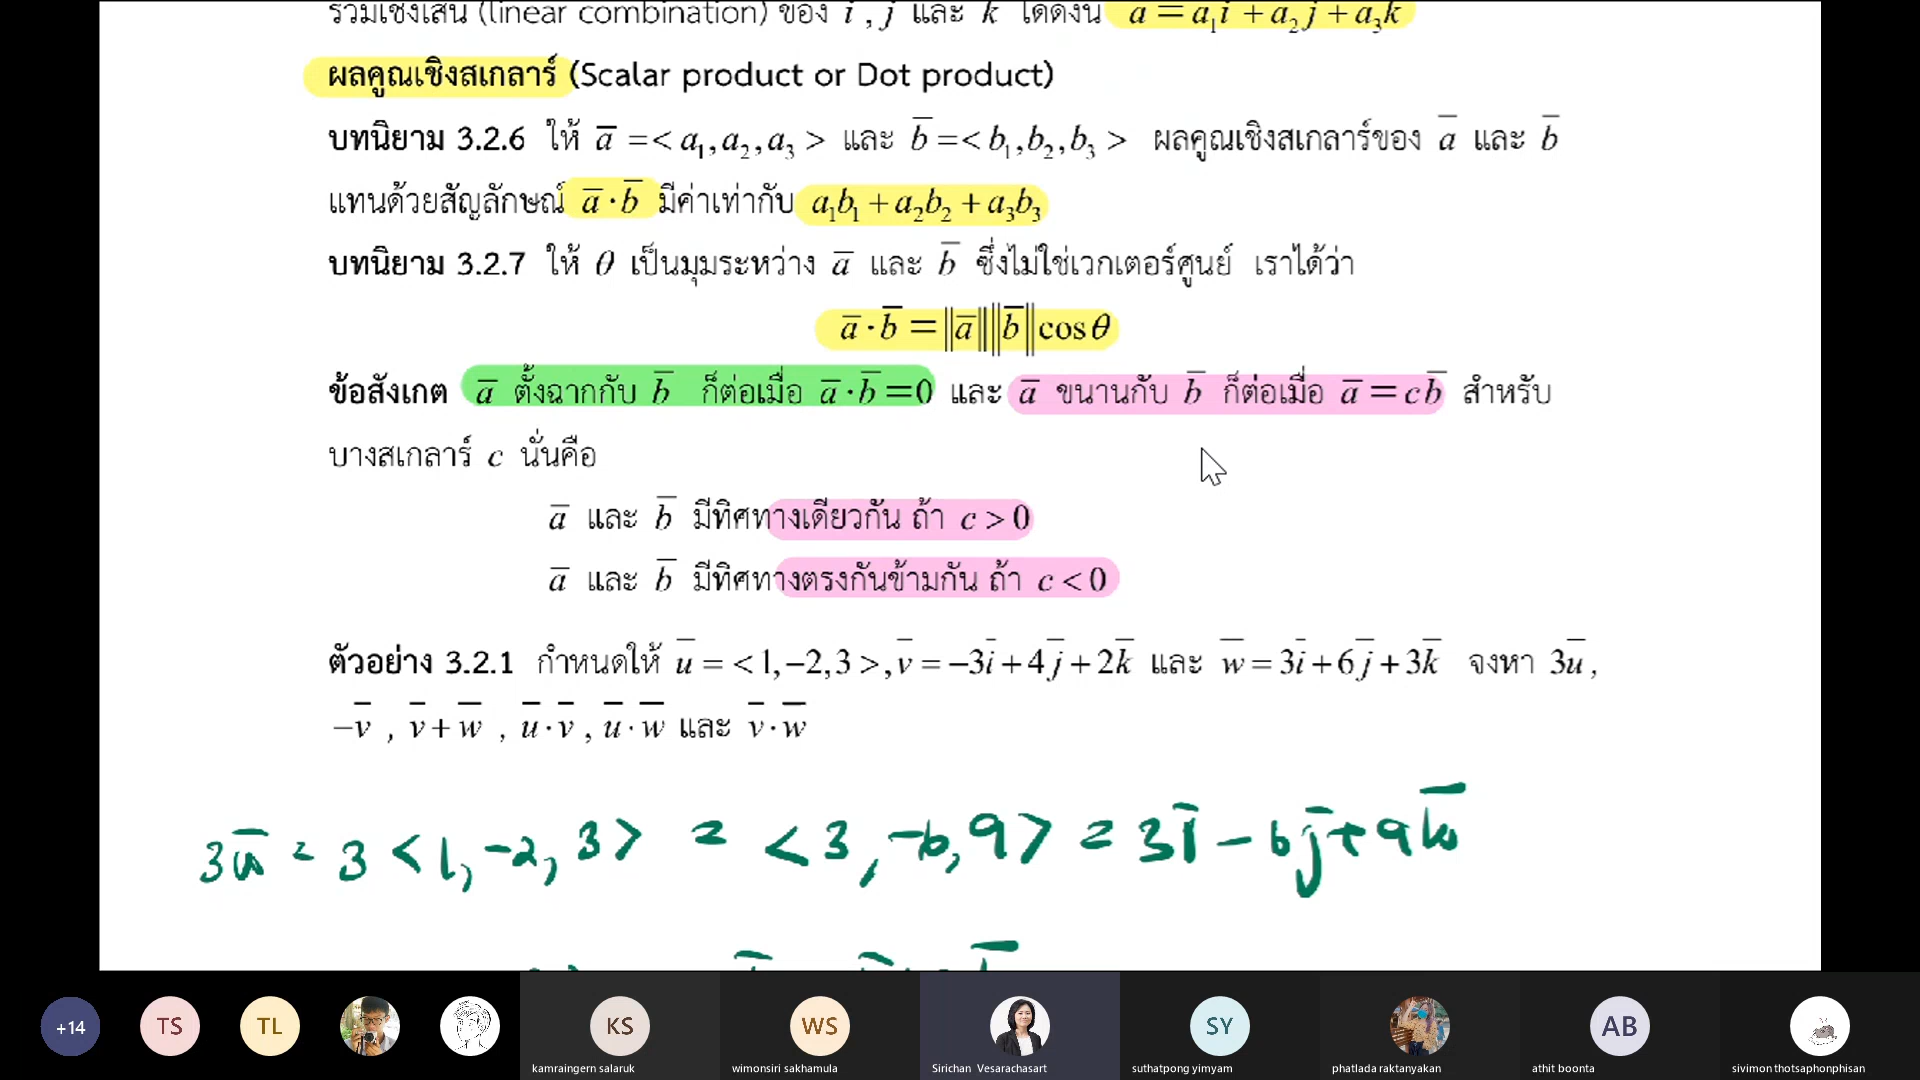 รวมเชิงเส้น (linear combination) ของ i̅ , j̅ และ k̅ ได้ดังนี้ a̅ = a₁i̅ + a₂j̅ + a₃k̅
ผลคูณเชิงสเกลาร์ (Scalar product or Dot product)
บทนิยาม 3.2.6 ให้ a̅ =< a₁, a₂, a₃ > และ b̅ =< b₁, b₂, b₃ > ผลคูณเชิงสเกลาร์ของ a̅ และ b̅
แทนด้วยสัญลักษณ์ a̅ · b̅ มีค่าเท่ากับ a₁b₁ + a₂b₂ + a₃b₃
บทนิยาม 3.2.7 ให้ θ เป็นมุมระหว่าง a̅ และ b̅ ซึ่งไม่ใช่เวกเตอร์ศูนย์ เราได้ว่า
a̅ · b̅ = ‖a̅‖‖b̅‖ cos θ
ข้อสังเกต a̅ ตั้งฉากกับ b̅ ก็ต่อเมื่อ a̅ · b̅ = 0 และ a̅ ขนานกับ b̅ ก็ต่อเมื่อ a̅ = c b̅ สำหรับ
บางสเกลาร์ c นั่นคือ
a̅ และ b̅ มีทิศทางเดียวกัน ถ้า c > 0
a̅ และ b̅ มีทิศทางตรงกันข้ามกัน ถ้า c < 0
ตัวอย่าง 3.2.1 กำหนดให้ u̅ = < 1, −2, 3 >, v̅ = −3i̅ + 4j̅ + 2k̅ และ w̅ = 3i̅ + 6j̅ + 3k̅ จงหา 3u̅ ,
−v̅ , v̅ + w̅ , u̅ · v̅ , u̅ · w̅ และ v̅ · w̅
3u̅ = 3 < 1, −2, 3 > = < 3, −6, 9 > = 3i̅ − 6j̅ + 9k̅
+14 TS TL KS WS SY AB
kamraingern salaruk wimonsiri sakhamula Sirichan Vesarachasart suthatpong yimyam phatlada raktanyakan athit boonta sivimon thotsaphonphisan